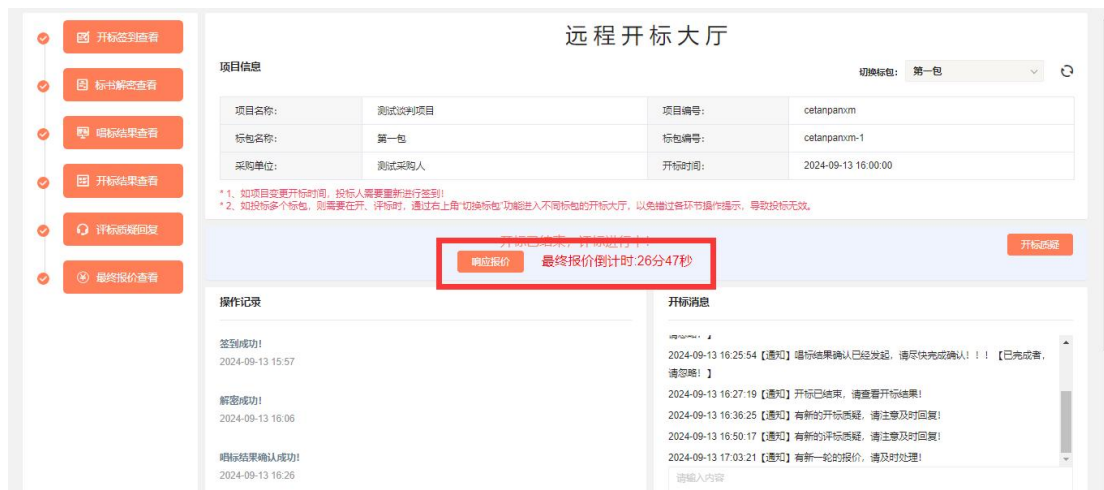 开标签到查看
标书解密查看
唱标结果查看
开标结果查看
评标质疑回复
最终报价查看
远程开标大厅
项目信息
切换标包: 第一包
项目名称: 测试谈判项目 项目编号: cetanpanxm
标包名称: 第一包 标包编号: cetanpanxm-1
采购单位: 测试采购人 开标时间: 2024-09-13 16:00:00
* 1、如项目变更开标时间，投标人需要重新进行签到!
* 2、如投标多个标包，则需要在开、评标时，通过右上角“切换标包”功能进入不同标包的开标大厅，以免错过各环节操作提示，导致投标无效。
开标已结束，评标进行中!
开标质疑
响应报价 最终报价倒计时:26分47秒
操作记录
签到成功!
2024-09-13 15:57
解密成功!
2024-09-13 16:06
唱标结果确认成功!
2024-09-13 16:26
开标消息
请忽略! 】
2024-09-13 16:25:54【通知】唱标结果确认已经发起，请尽快完成确认! ! ! 【已完成者，
请忽略! 】
2024-09-13 16:27:19【通知】开标已结束，请查看开标结果!
2024-09-13 16:36:25【通知】有新的开标质疑，请注意及时回复!
2024-09-13 16:50:17【通知】有新的评标质疑，请注意及时回复!
2024-09-13 17:03:21【通知】有新一轮的报价，请及时处理!
请输入内容